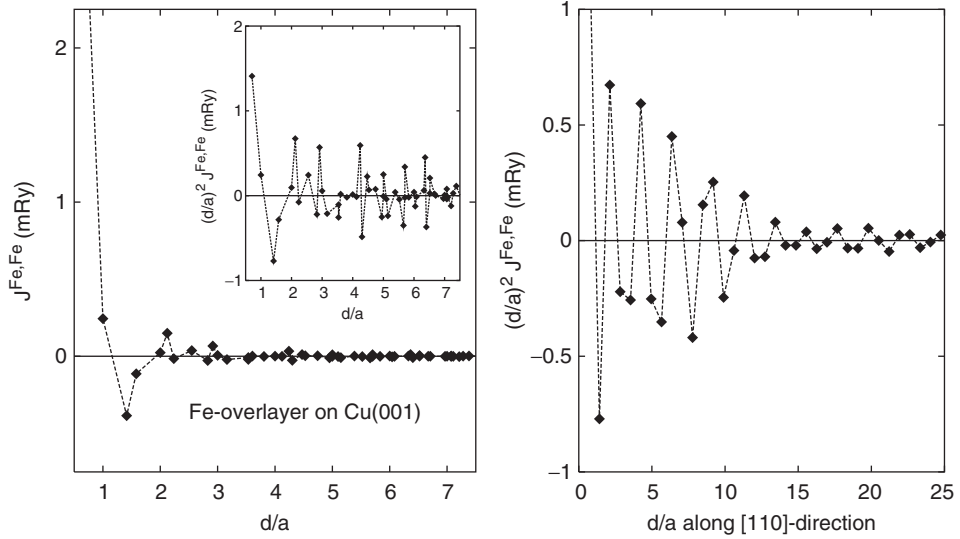 2
1
0
J^Fe,Fe (mRy)
1 2 3 4 5 6 7
d/a
Fe-overlayer on Cu(001)
2
1
0
−1
(d/a)^2 J^Fe,Fe (mRy)
1 2 3 4 5 6 7
d/a
1
0.5
0
−0.5
−1
(d/a)^2 J^Fe,Fe (mRy)
0 5 10 15 20 25
d/a along [110]-direction